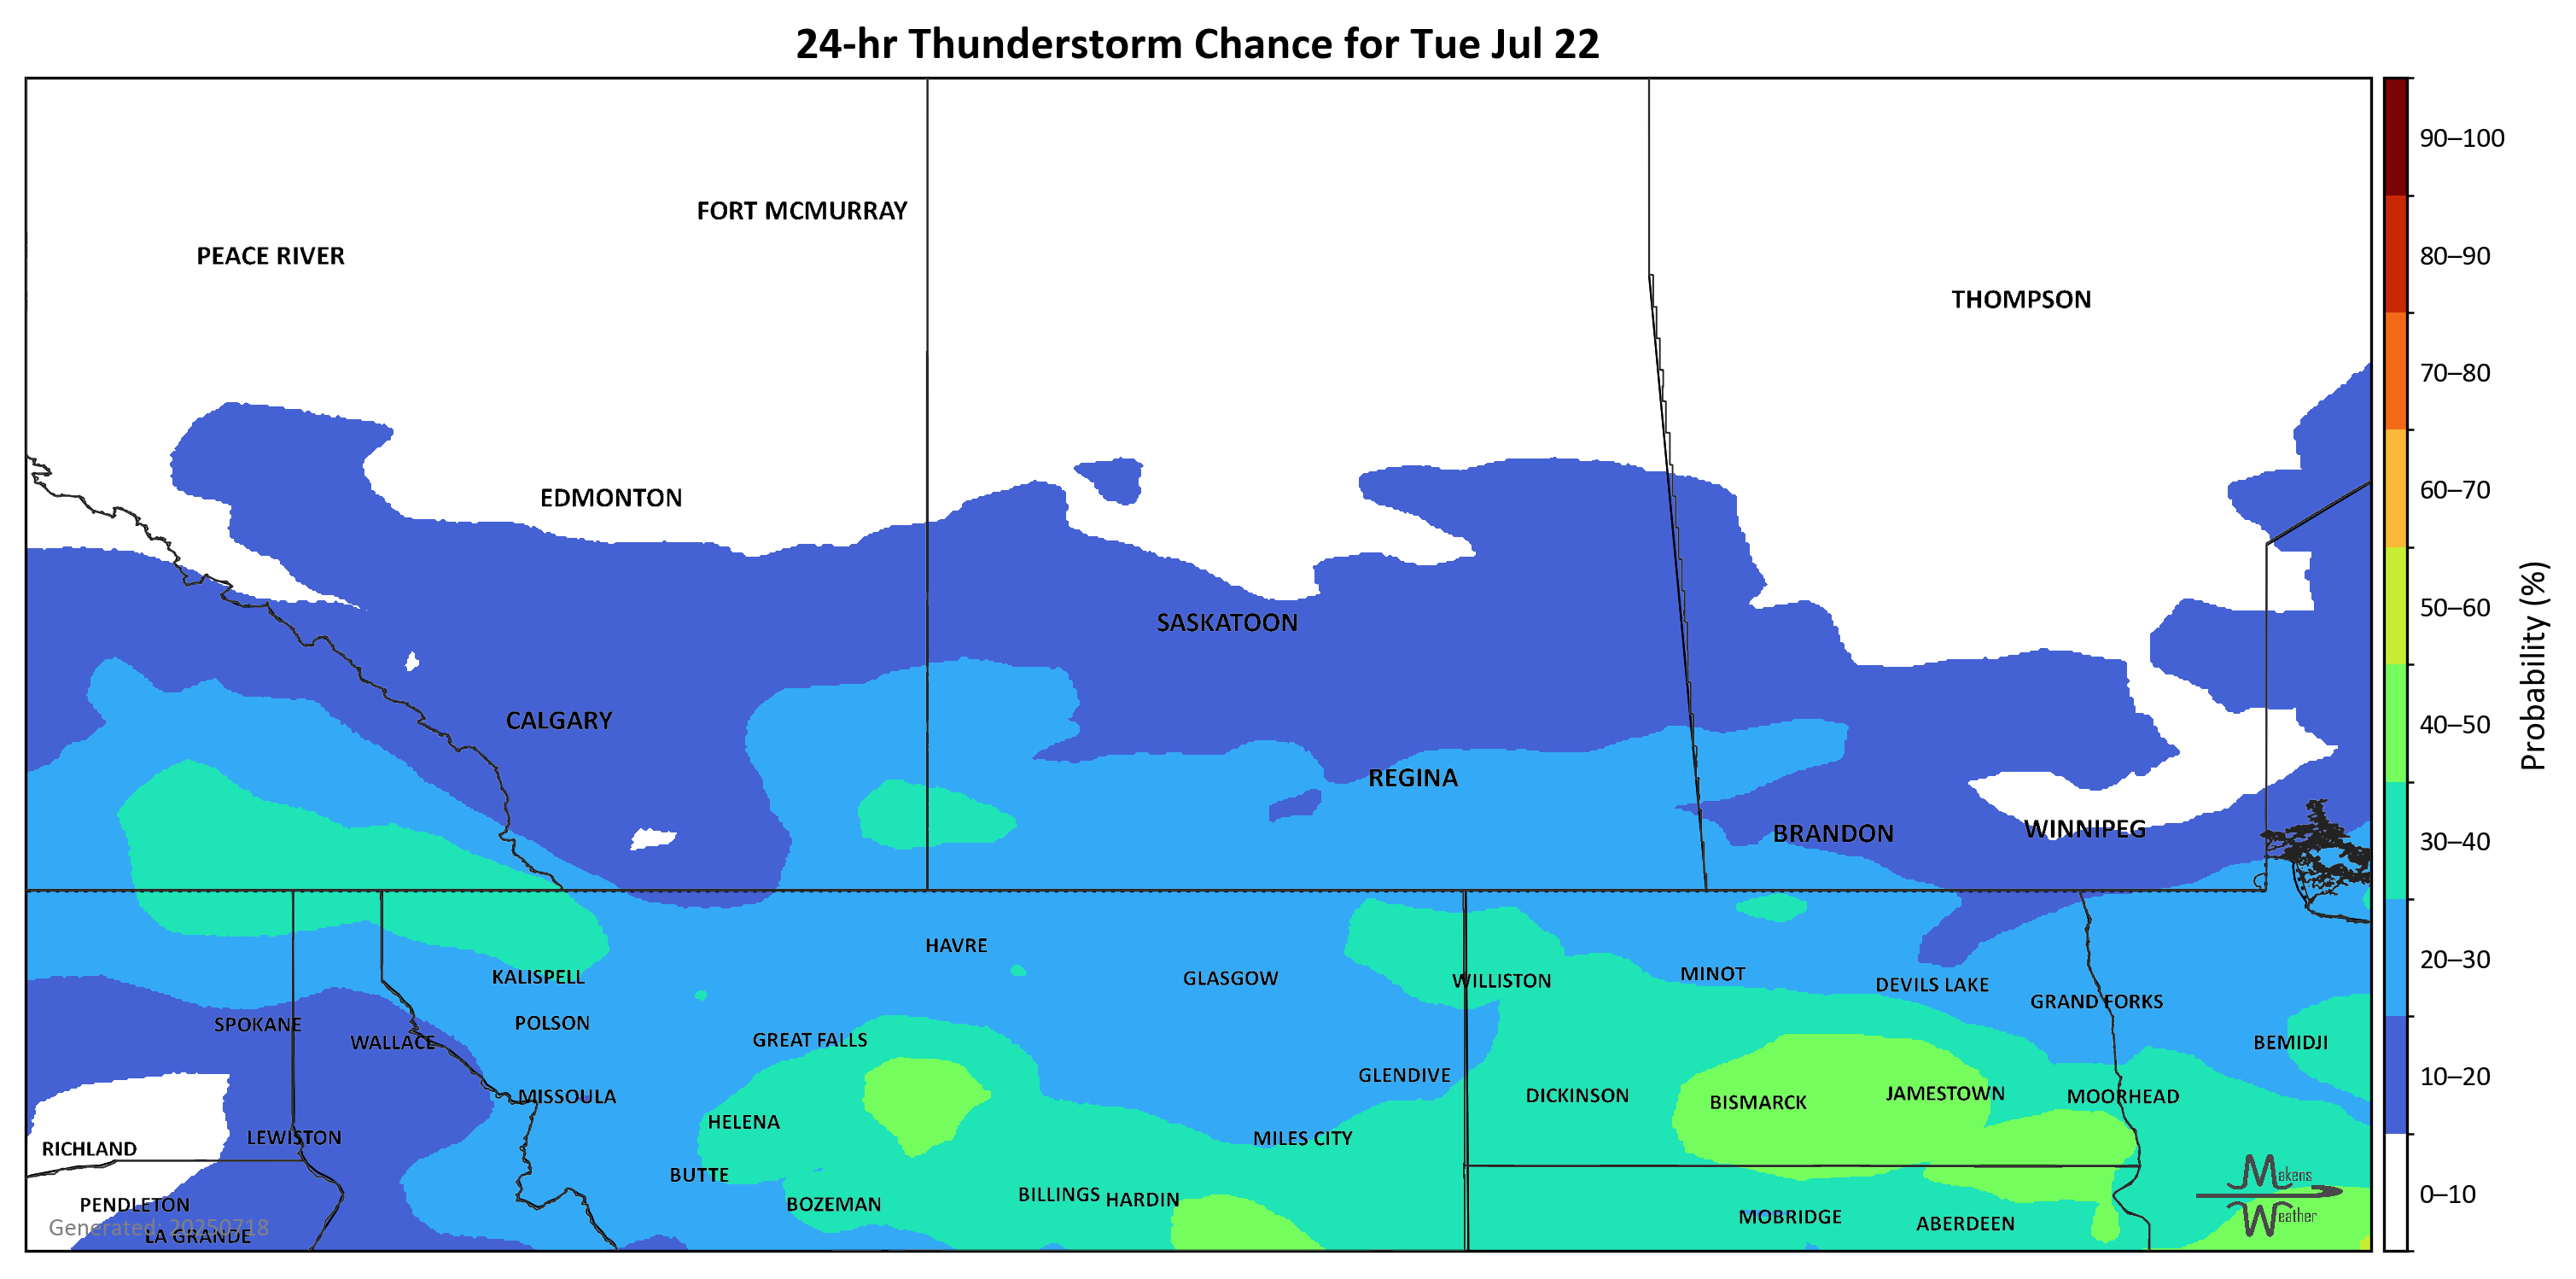 24-hr Thunderstorm Chance for Tue Jul 22
90–100
FORT MCMURRAY
PEACE RIVER
80–90
THOMPSON
70–80
EDMONTON
60–70
SASKATOON
50–60
Probability (%)
CALGARY
40–50
REGINA
WINNIPEG
BRANDON
30–40
HAVRE
20–30
MINOT
KALISPELL
GLASGOW
WILLISTON
DEVILS LAKE
GRAND FORKS
SPOKANE
POLSON
GREAT FALLS
WALLACE
BEMIDJI
GLENDIVE
10–20
JAMESTOWN
MISSOULA
DICKINSON
MOORHEAD
BISMARCK
HELENA
LEWISTON
MILES CITY
RICHLAND
BUTTE
Makens
Weather
0–10
BILLINGS
HARDIN
PENDLETON
BOZEMAN
MOBRIDGE
ABERDEEN
Generated: 20250718
LA GRANDE